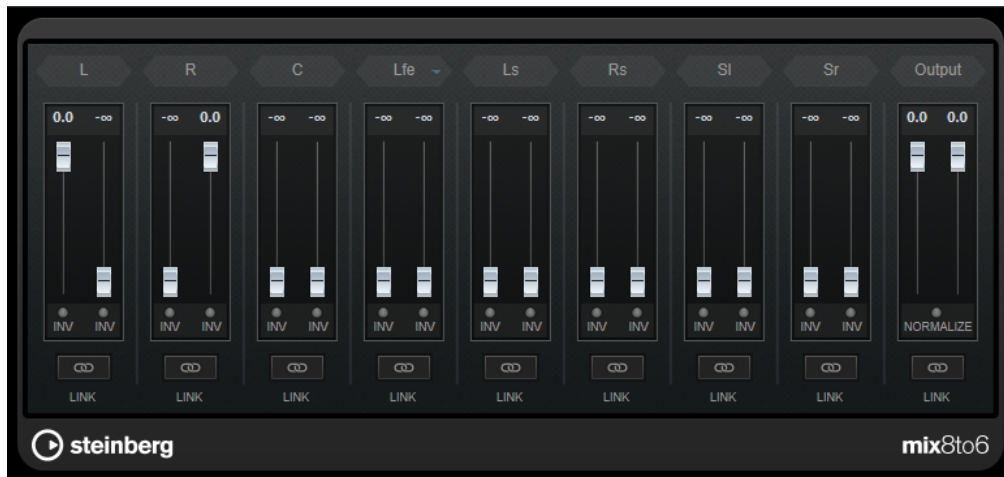 L R C Lfe Ls Rs Sl Sr Output
0.0 -∞ -∞ 0.0 -∞ -∞ -∞ -∞ -∞ -∞ -∞ -∞ -∞ -∞ -∞ -∞ 0.0 0.0
INV INV INV INV INV INV INV INV INV INV INV INV INV INV INV INV NORMALIZE
LINK LINK LINK LINK LINK LINK LINK LINK LINK
steinberg mix8to6